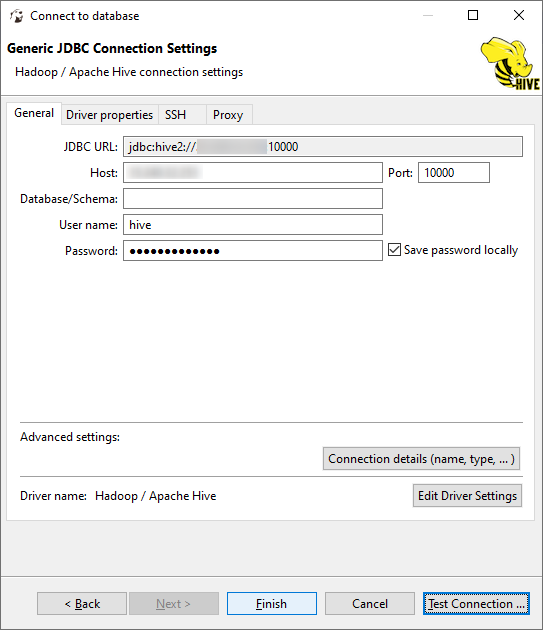 Connect to database
Generic JDBC Connection Settings
Hadoop / Apache Hive connection settings
HIVE
General Driver properties SSH Proxy
JDBC URL: jdbc:hive2:// 10000
Host: Port: 10000
Database/Schema:
User name: hive
Password: ●●●●●●●●●●●●● Save password locally
Advanced settings:
Connection details (name, type, ... )
Driver name: Hadoop / Apache Hive Edit Driver Settings
< Back Next > Finish Cancel Test Connection ...